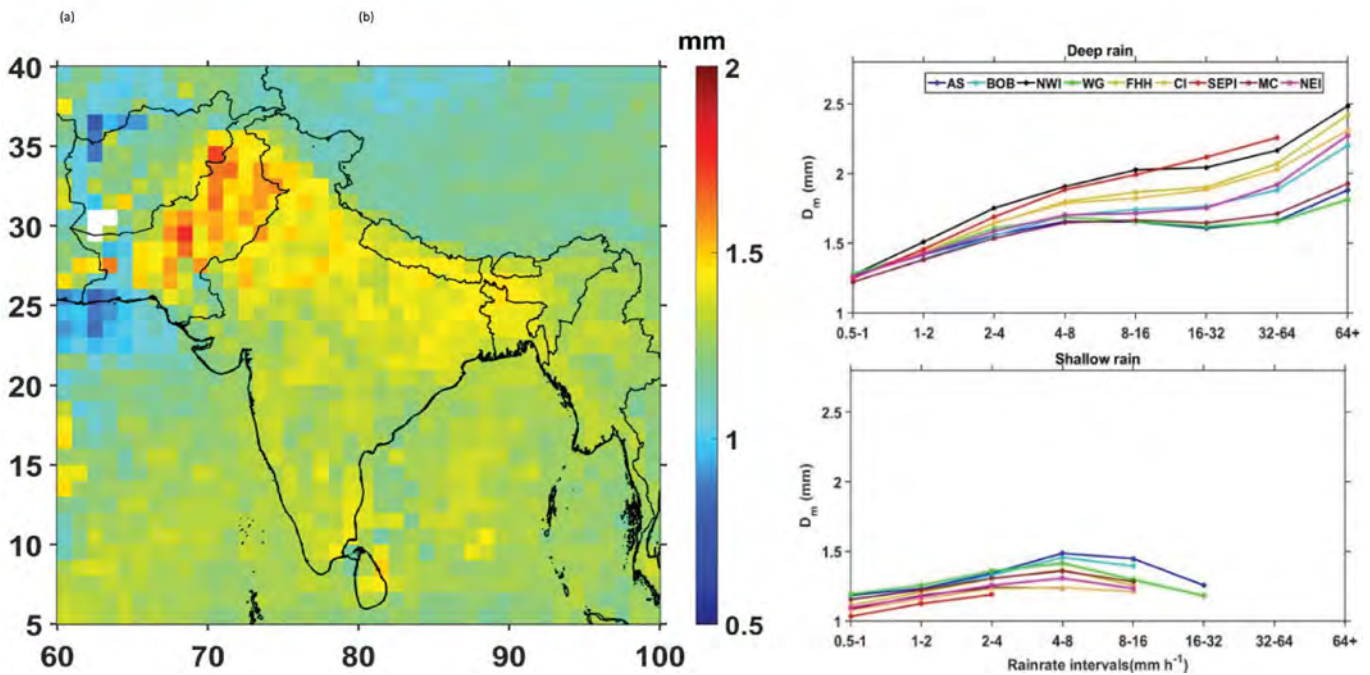 (a)
(b)
mm
40
35
30
25
20
15
10
5
60
70
80
90
100
2
1.5
1
0.5
Deep rain
AS BOB NWI WG FHH CI SEPI MC NEI
D_m (mm)
2.5
2
1.5
1
0.5-1 1-2 2-4 4-8 8-16 16-32 32-64 64+
Shallow rain
D_m (mm)
2.5
2
1.5
1
0.5-1 1-2 2-4 4-8 8-16 16-32 32-64 64+
Rainrate intervals(mm h⁻¹)